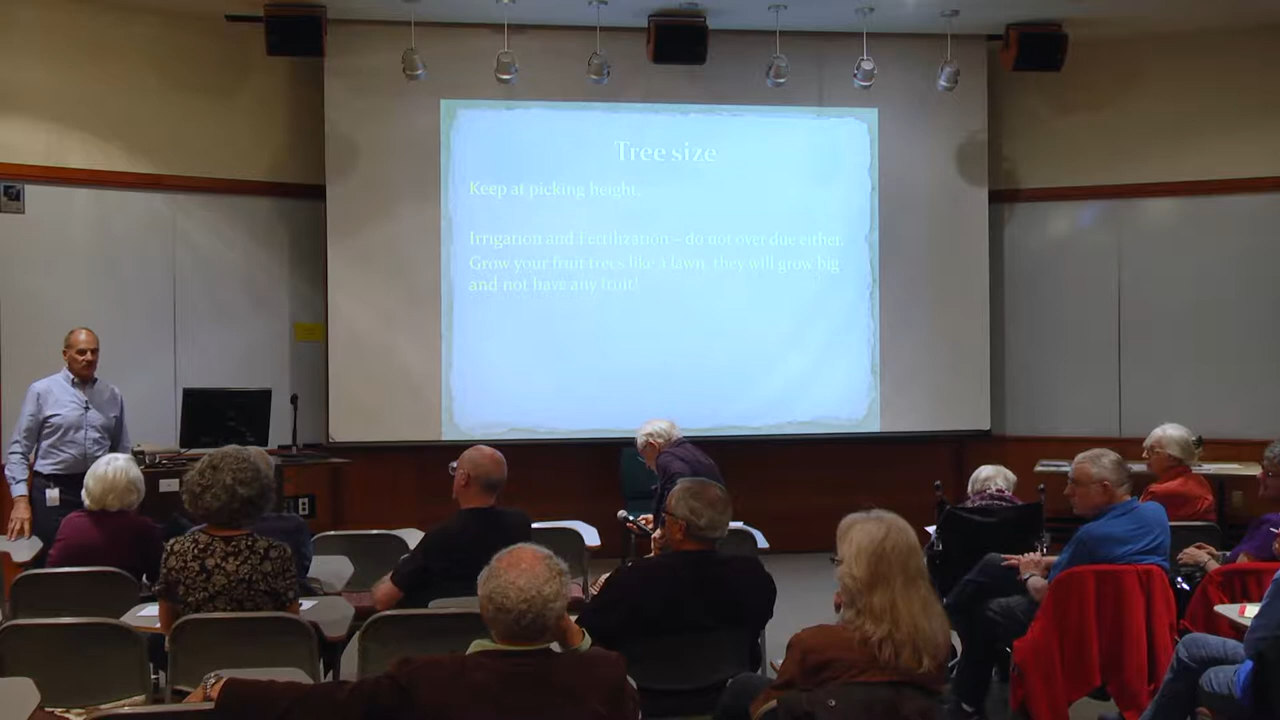 Tree size
Keep at picking height.
Irrigation and Fertilization – do not over due either.
Grow your fruit trees like a lawn, they will grow big
and not have any fruit!